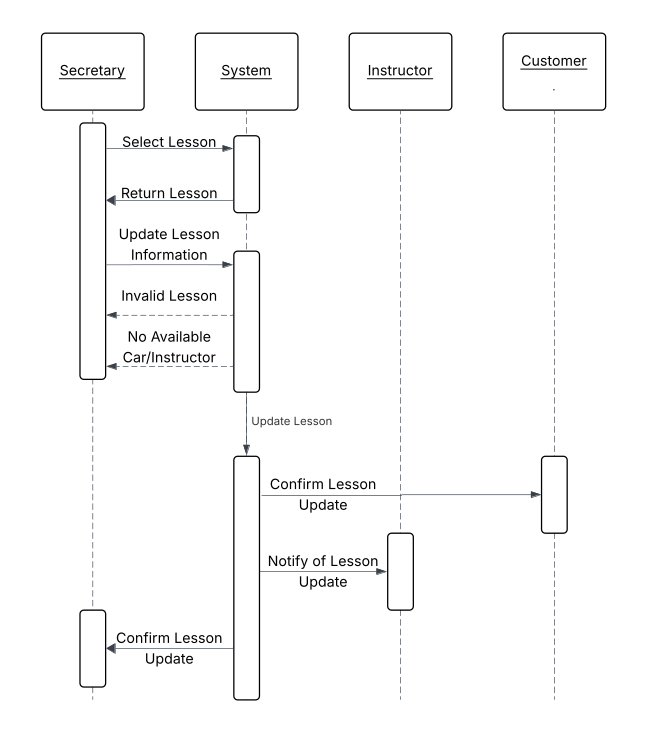 Secretary
System
Instructor
Customer
.
Select Lesson
Return Lesson
Update Lesson
Information
Invalid Lesson
No Available
Car/Instructor
Update Lesson
Confirm Lesson
Update
Notify of Lesson
Update
Confirm Lesson
Update